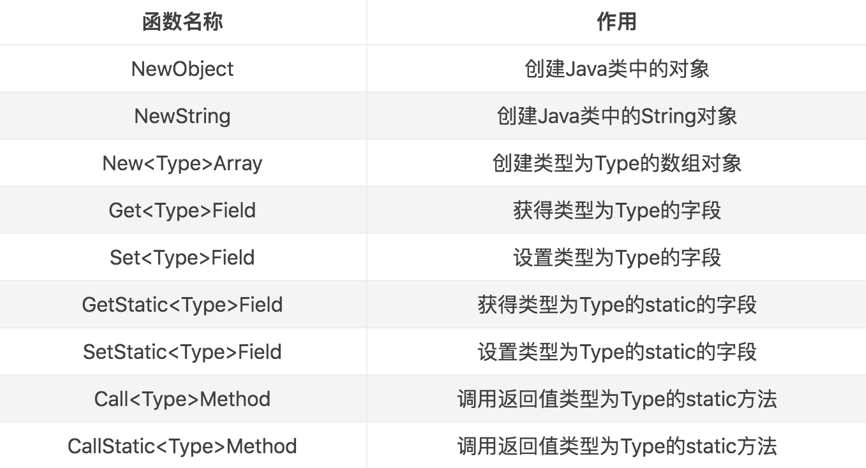 函数名称 作用
NewObject 创建Java类中的对象
NewString 创建Java类中的String对象
New<Type>Array 创建类型为Type的数组对象
Get<Type>Field 获得类型为Type的字段
Set<Type>Field 设置类型为Type的字段
GetStatic<Type>Field 获得类型为Type的static的字段
SetStatic<Type>Field 设置类型为Type的static的字段
Call<Type>Method 调用返回值类型为Type的static方法
CallStatic<Type>Method 调用返回值类型为Type的static方法